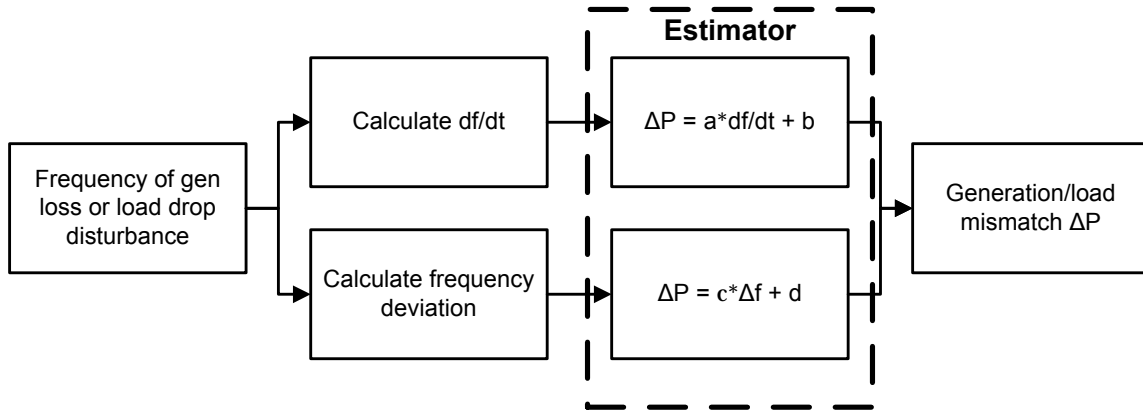 Estimator
Calculate df/dt
ΔP = a*df/dt + b
Frequency of gen
loss or load drop
disturbance
Generation/load
mismatch ΔP
Calculate frequency
deviation
ΔP = c*Δf + d